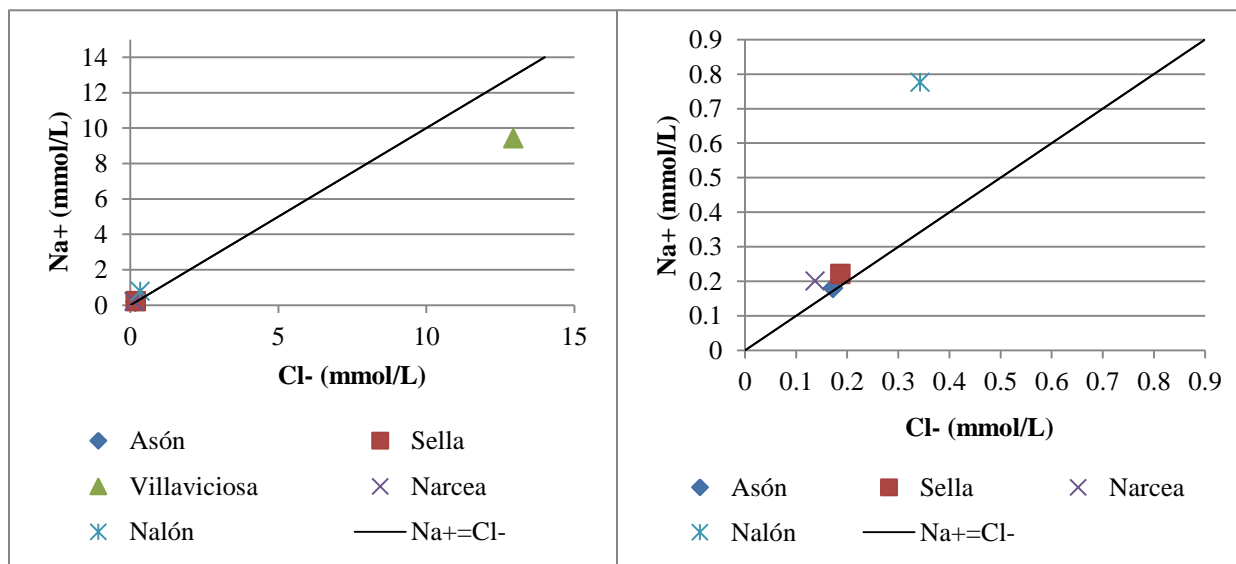 14
12
10
8
6
4
2
0
Na+ (mmol/L)
0 5 10 15
Cl- (mmol/L)
Asón Sella
Villaviciosa Narcea
Nalón Na+=Cl-
0.9
0.8
0.7
0.6
0.5
0.4
0.3
0.2
0.1
0
Na+ (mmol/L)
0 0.1 0.2 0.3 0.4 0.5 0.6 0.7 0.8 0.9
Cl- (mmol/L)
Asón Sella Narcea
Nalón Na+=Cl-